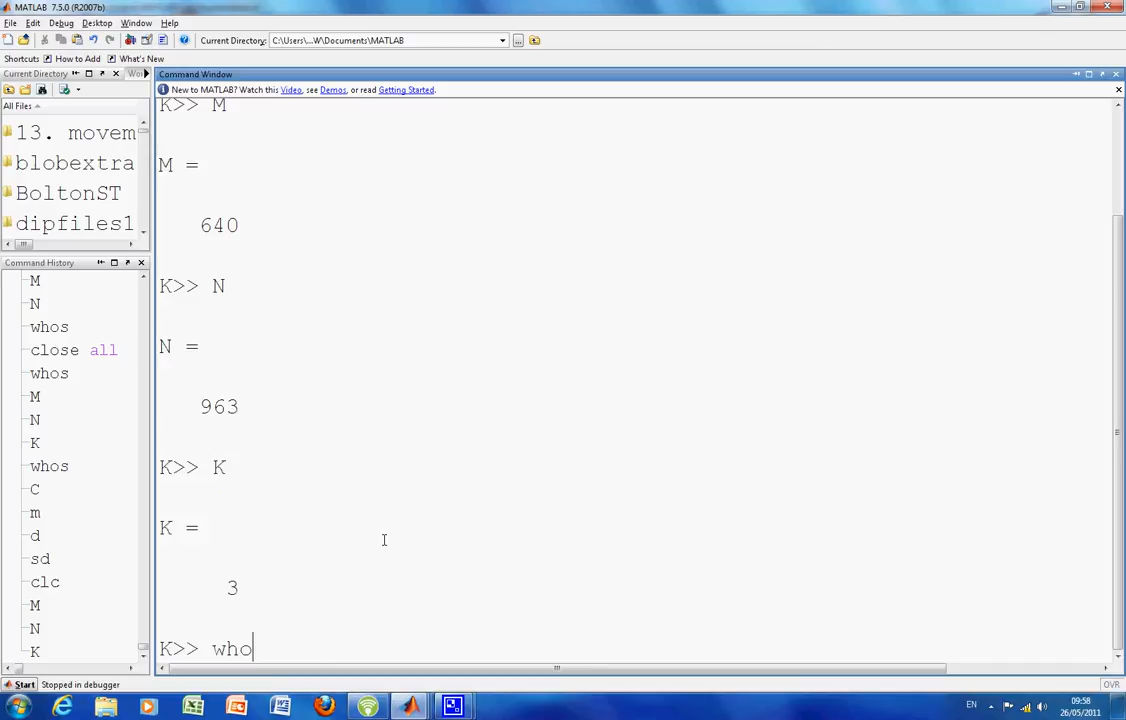 MATLAB 7.5.0 (R2007b)
File Edit Debug Desktop Window Help
Current Directory: C:\Users\...W\Documents\MATLAB
Shortcuts How to Add What's New
Current Directory
Command Window
New to MATLAB? Watch this Video, see Demos, or read Getting Started.
All Files
13. movem
blobextra
BoltonST
dipfiles1
Command History
M
N
whos
close all
whos
M
N
K
whos
C
m
d
sd
clc
M
N
K
K>> M
M =
640
K>> N
N =
963
K>> K
K =
3
K>> who
Start Stopped in debugger
OVR
EN
09:58
26/05/2011